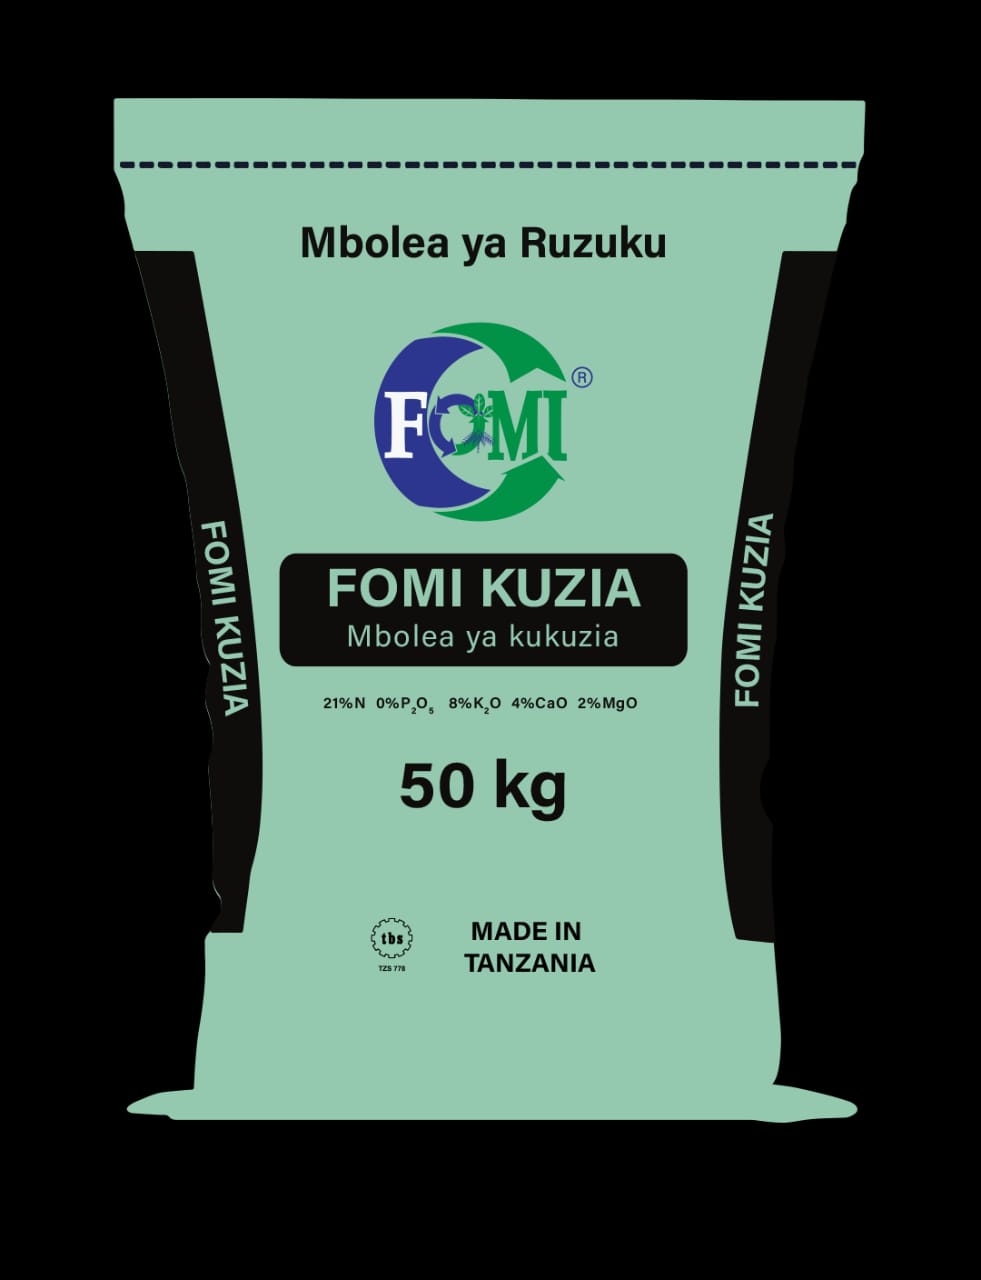 Mbolea ya Ruzuku
FOMI ®
FOMI KUZIA
Mbolea ya kukuzia
21%N 0%P₂O₅ 8%K₂O 4%CaO 2%MgO
50 kg
tbs
TZS 778
MADE IN
TANZANIA
FOMI KUZIA
FOMI KUZIA